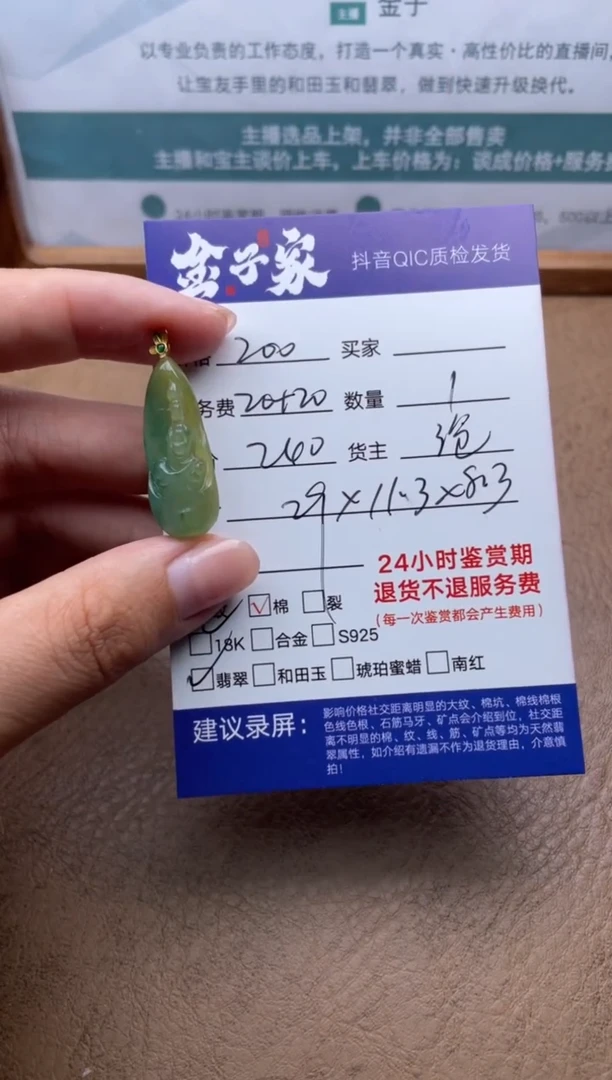 主播 金子
以专业负责的工作态度，打造一个真实·高性价比的直播间，
让宝友手里的和田玉和翡翠，做到快速升级换代。
主播选品上架，并非全部售卖
主播和宝主谈价上车，上车价格为：谈成价格+服务
金子家 抖音QIC质检发货
200 买家
务费 20+20 数量 1
240 货主
29×11.3×8.3
24小时鉴赏期
退货不退服务费
(每一次鉴赏都会产生费用)
棉 裂
18K 合金 S925
翡翠 和田玉 琥珀蜜蜡 南红
建议录屏：
影响价格社交距离明显的大纹、棉坑、棉线棉根
色线色根、石筋马牙、矿点会介绍到位，社交距
离不明显的棉、纹、线、筋、矿点等均为天然翡
翠属性，如介绍有遗漏不作为退货理由，介意慎
拍！